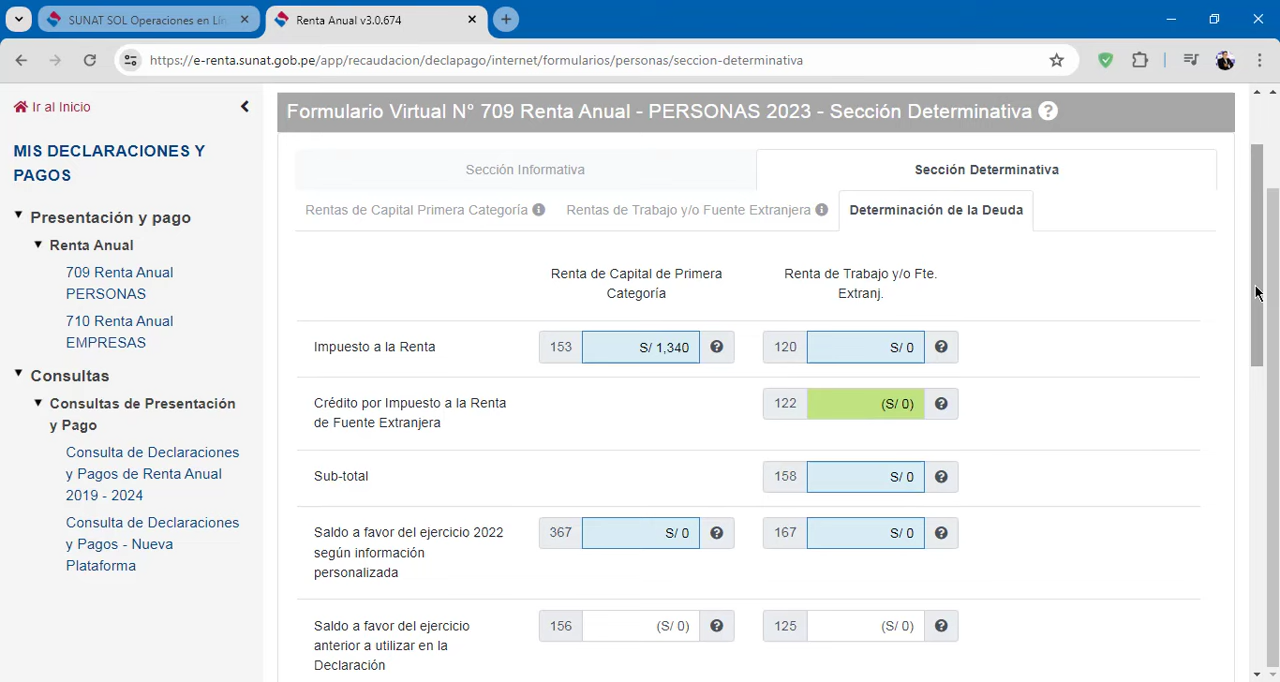 SUNAT SOL Operaciones en Lín
Renta Anual v3.0.674
https://e-renta.sunat.gob.pe/app/recaudacion/declapago/internet/formularios/personas/seccion-determinativa
Ir al Inicio
MIS DECLARACIONES Y
PAGOS
Presentación y pago
Renta Anual
709 Renta Anual
PERSONAS
710 Renta Anual
EMPRESAS
Consultas
Consultas de Presentación
y Pago
Consulta de Declaraciones
y Pagos de Renta Anual
2019 - 2024
Consulta de Declaraciones
y Pagos - Nueva
Plataforma
Formulario Virtual N° 709 Renta Anual - PERSONAS 2023 - Sección Determinativa ?
Sección Informativa
Sección Determinativa
Rentas de Capital Primera Categoría
Rentas de Trabajo y/o Fuente Extranjera
Determinación de la Deuda
Renta de Capital de Primera
Categoría
Renta de Trabajo y/o Fte.
Extranj.
Impuesto a la Renta
153 S/ 1,340 ?
120 S/ 0 ?
Crédito por Impuesto a la Renta
de Fuente Extranjera
122 (S/ 0) ?
Sub-total
158 S/ 0 ?
Saldo a favor del ejercicio 2022
según información
personalizada
367 S/ 0 ?
167 S/ 0 ?
Saldo a favor del ejercicio
anterior a utilizar en la
Declaración
156 (S/ 0) ?
125 (S/ 0) ?